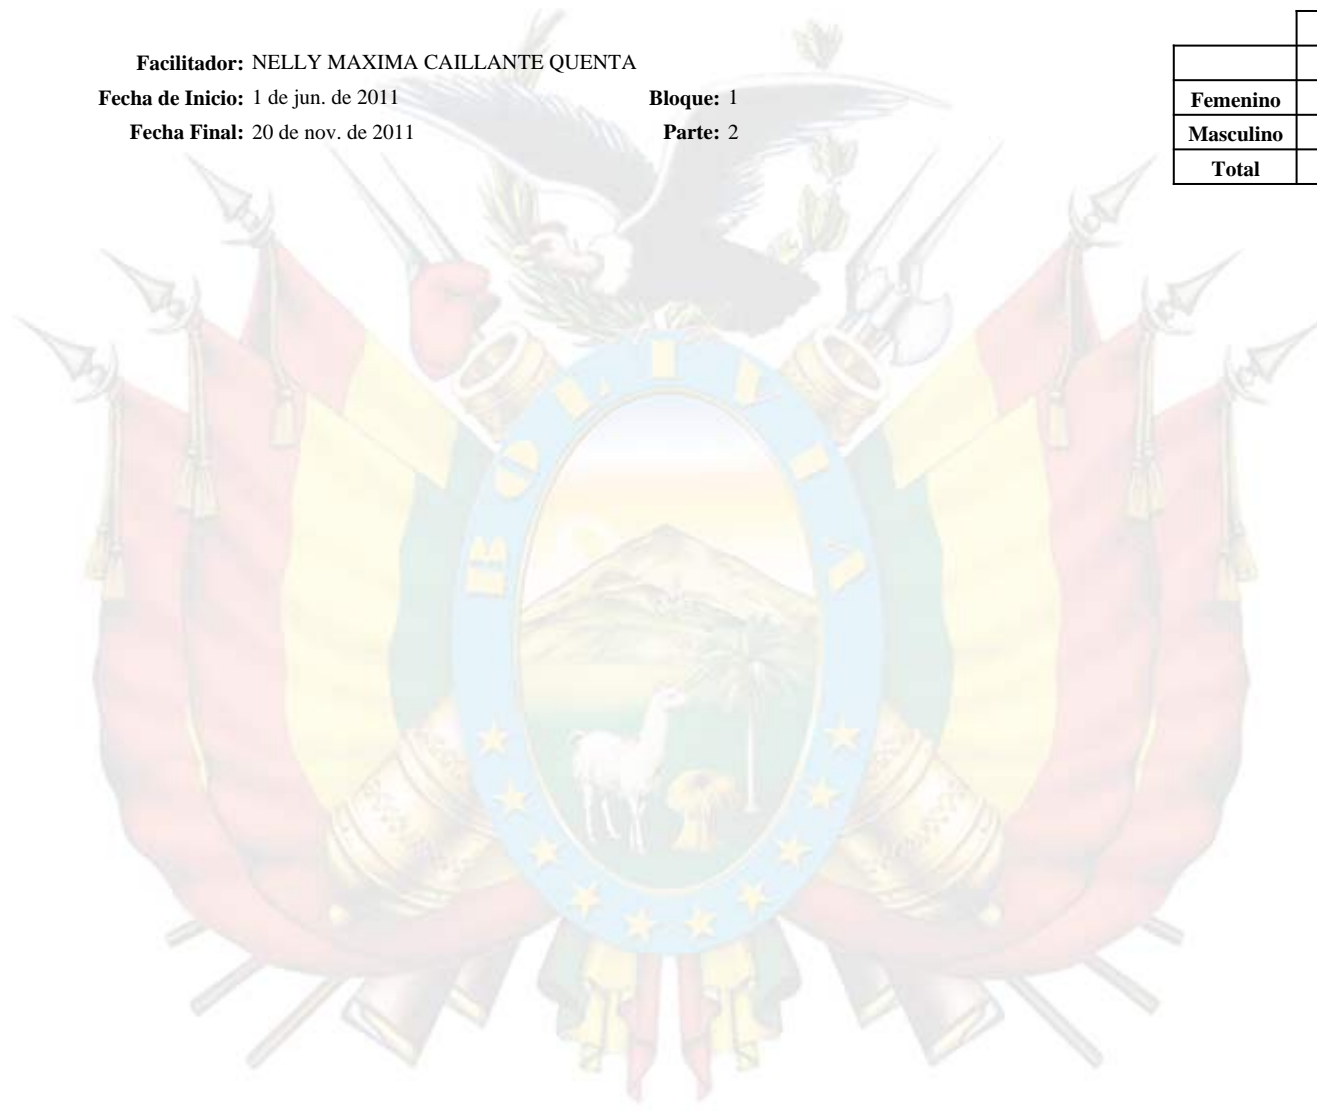 Facilitador: NELLY MAXIMA CAILLANTE QUENTA
Fecha de Inicio: 1 de jun. de 2011 Bloque: 1
Fecha Final: 20 de nov. de 2011 Parte: 2
Femenino
Masculino
Total
BOLIVIA